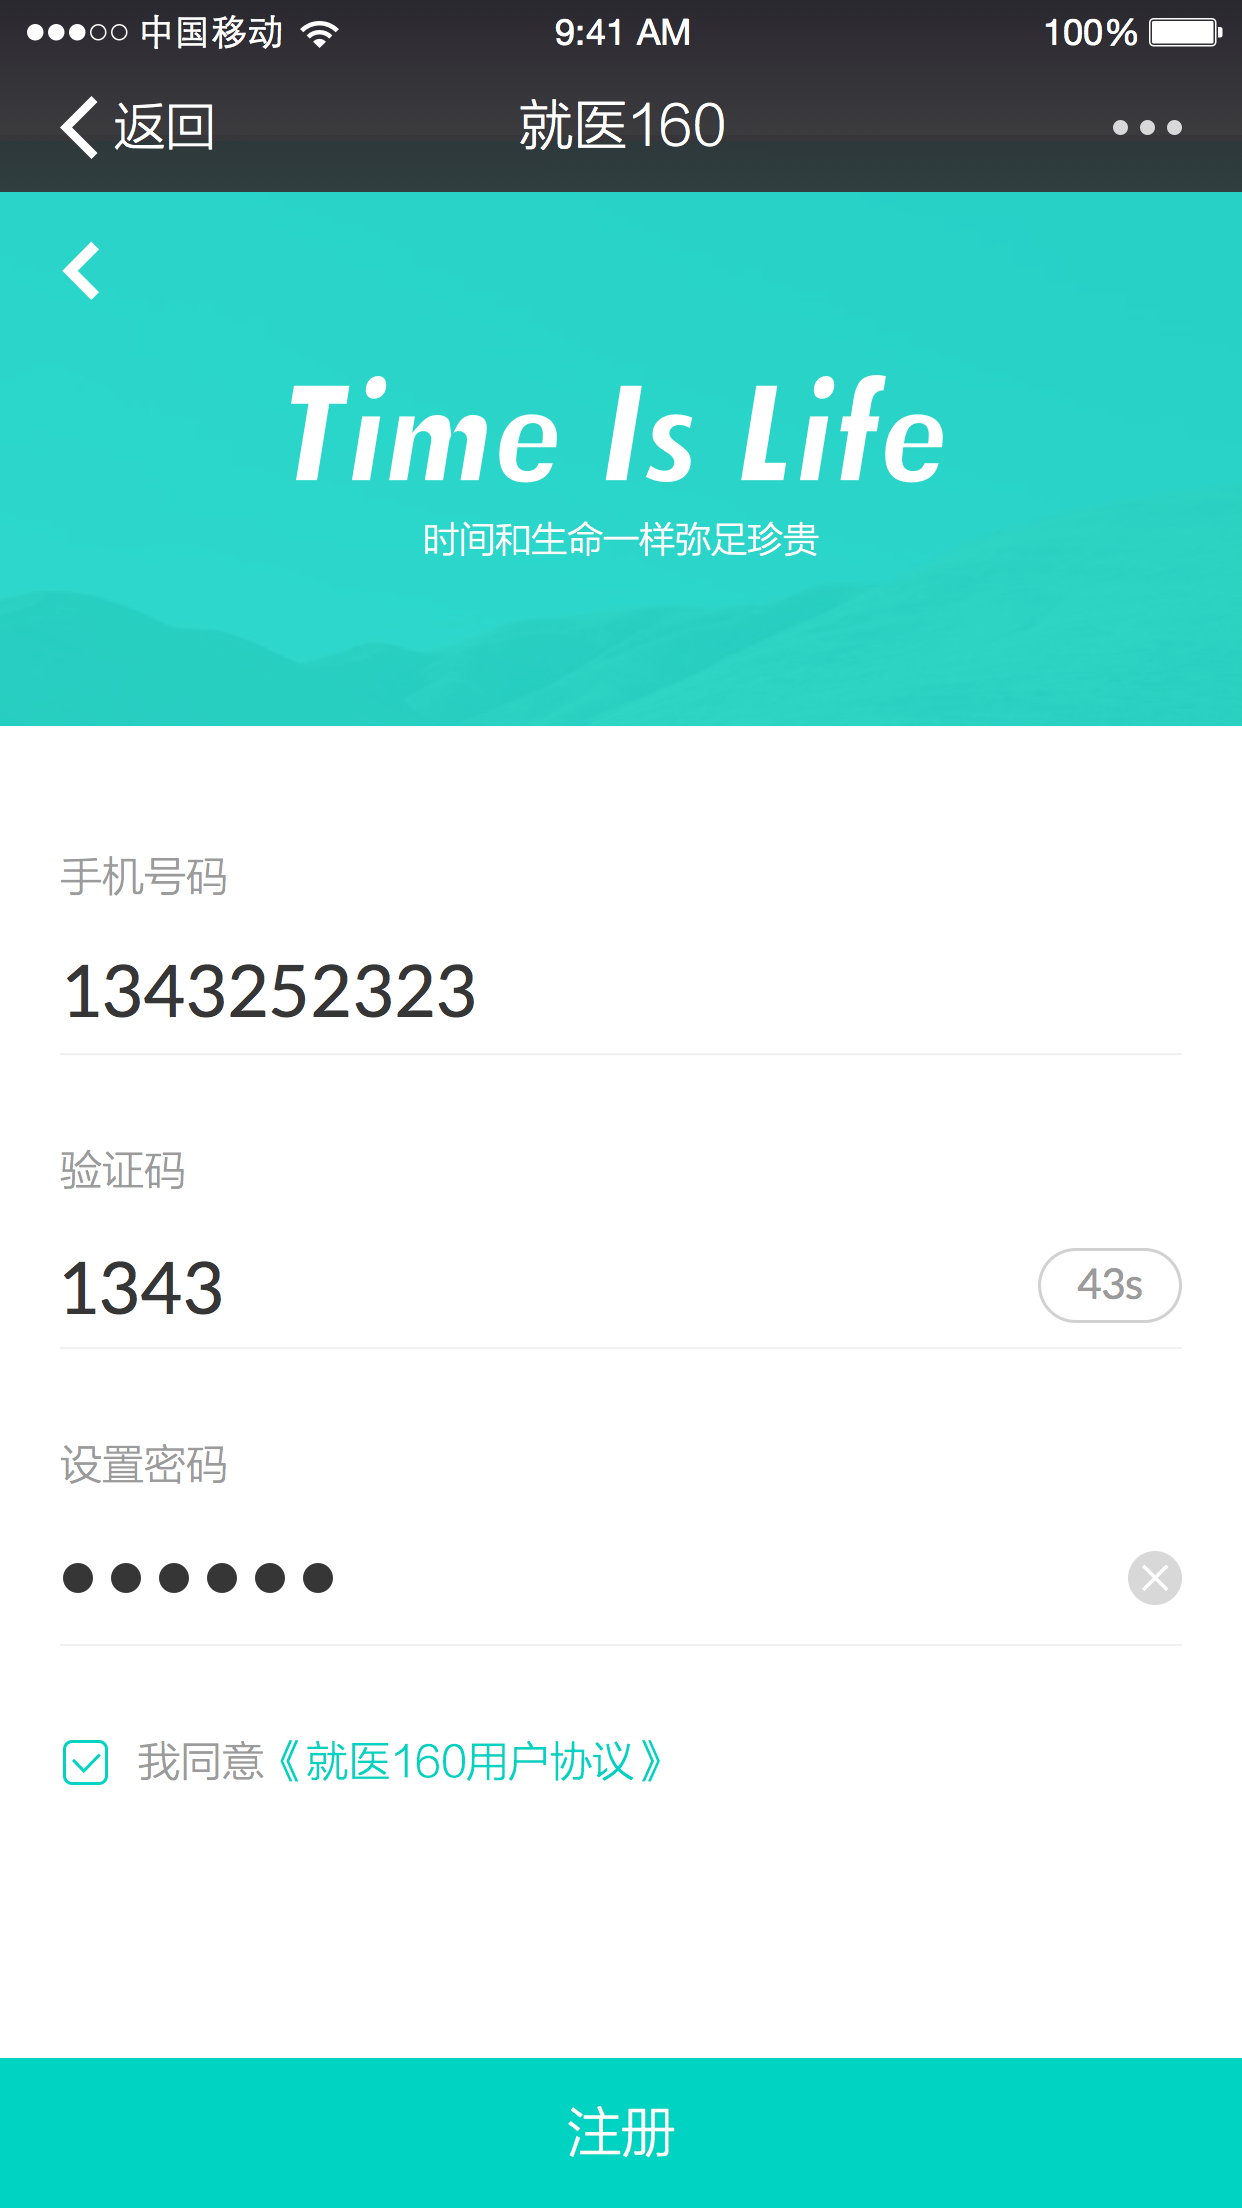 中国移动 9:41 AM 100%
返回 就医160
Time Is Life
时间和生命一样弥足珍贵
手机号码
1343252323
验证码
1343 43s
设置密码
我同意《就医160用户协议》
注册